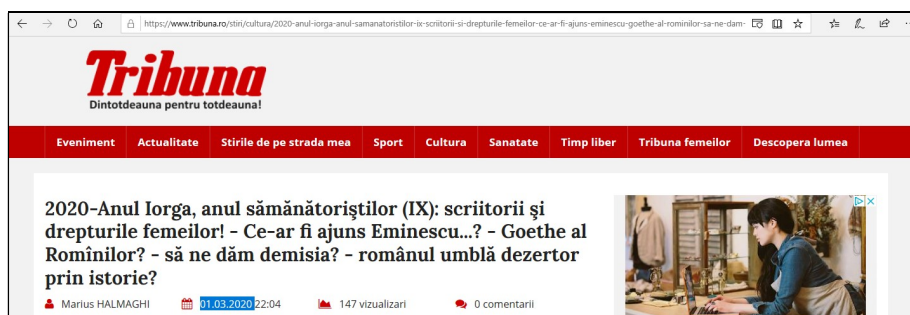 https://www.tribuna.ro/stiri/cultura/2020-anul-iorga-anul-samanatoristilor-ix-scriitorii-si-drepturile-femeilor-ce-ar-fi-ajuns-eminescu-goethe-al-rominilor-sa-ne-dam-
Tribuna
Dintotdeauna pentru totdeauna!
Eveniment Actualitate Stirile de pe strada mea Sport Cultura Sanatate Timp liber Tribuna femeilor Descopera lumea
2020-Anul Iorga, anul sămănătoriştilor (IX): scriitorii şi
drepturile femeilor! - Ce-ar fi ajuns Eminescu...? - Goethe al
Romînilor? - să ne dăm demisia? - românul umblă dezertor
prin istorie?
Marius HALMAGHI 01.03.2020 22:04 147 vizualizari 0 comentarii